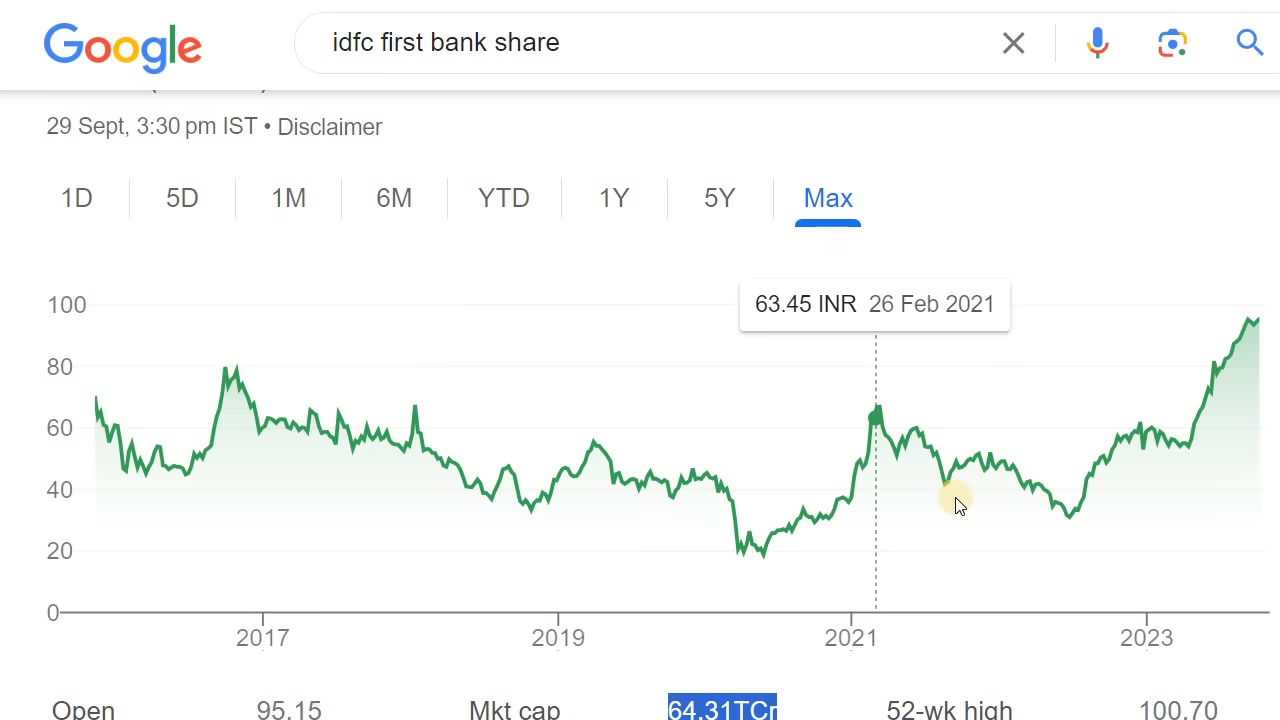 Google
idfc first bank share
29 Sept, 3:30 pm IST • Disclaimer
1D 5D 1M 6M YTD 1Y 5Y Max
63.45 INR 26 Feb 2021
100
80
60
40
20
0
2017 2019 2021 2023
Open 95.15 Mkt cap 64.31TCr 52-wk high 100.70